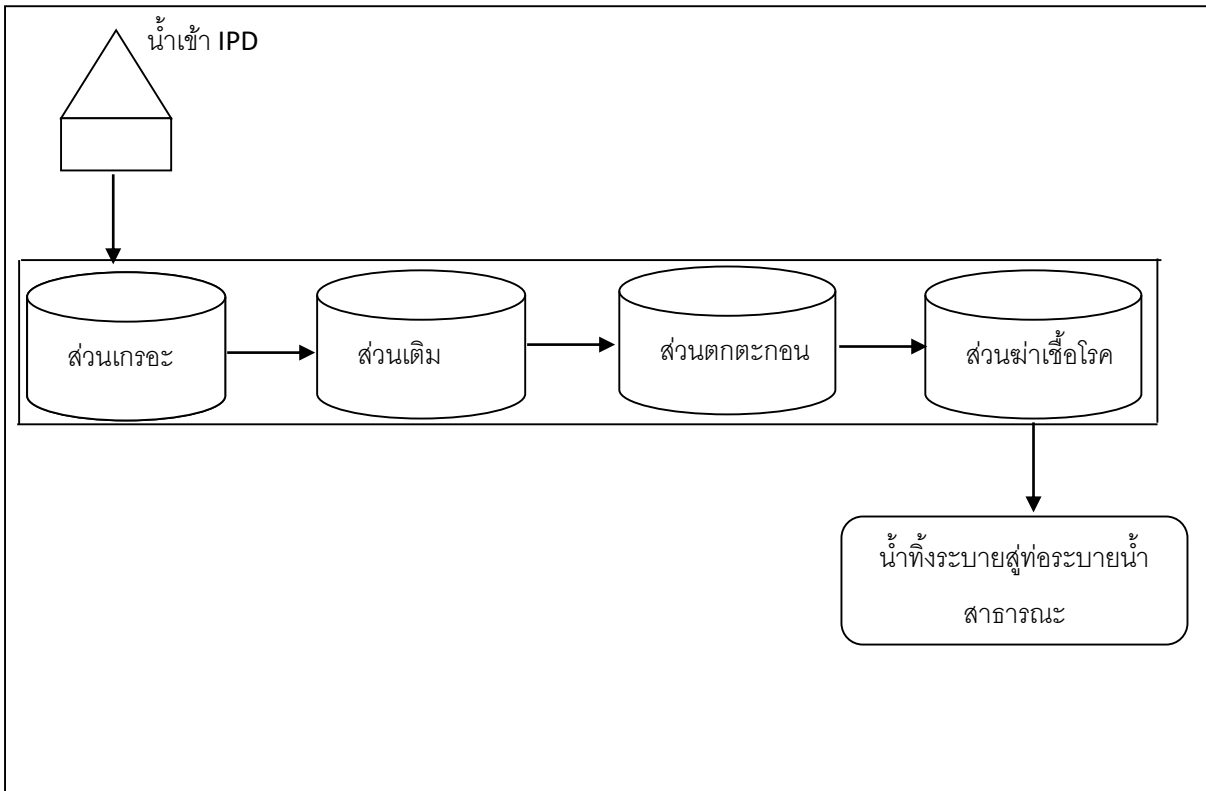 น้ำเข้า IPD
ส่วนเกรอะ
ส่วนเติม
ส่วนตกตะกอน
ส่วนฆ่าเชื้อโรค
น้ำทิ้งระบายสู่ท่อระบายน้ำ
สาธารณะ